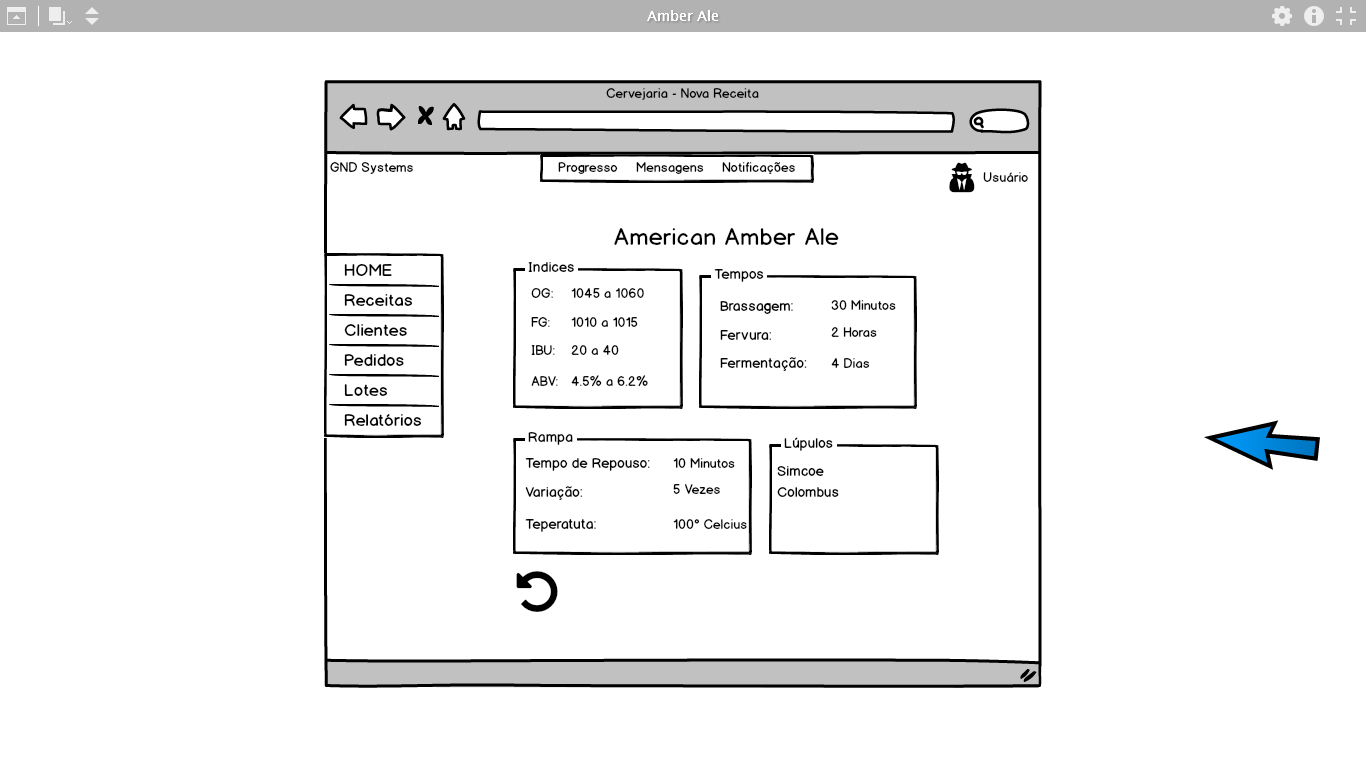 Amber Ale
Cervejaria - Nova Receita
GND Systems
Progresso Mensagens Notificações
Usuário
American Amber Ale
HOME
Receitas
Clientes
Pedidos
Lotes
Relatórios
Indices
OG: 1045 a 1060
FG: 1010 a 1015
IBU: 20 a 40
ABV: 4.5% a 6.2%
Tempos
Brassagem: 30 Minutos
Fervura: 2 Horas
Fermentação: 4 Dias
Rampa
Tempo de Repouso: 10 Minutos
Variação: 5 Vezes
Teperatuta: 100° Celcius
Lúpulos
Simcoe
Colombus